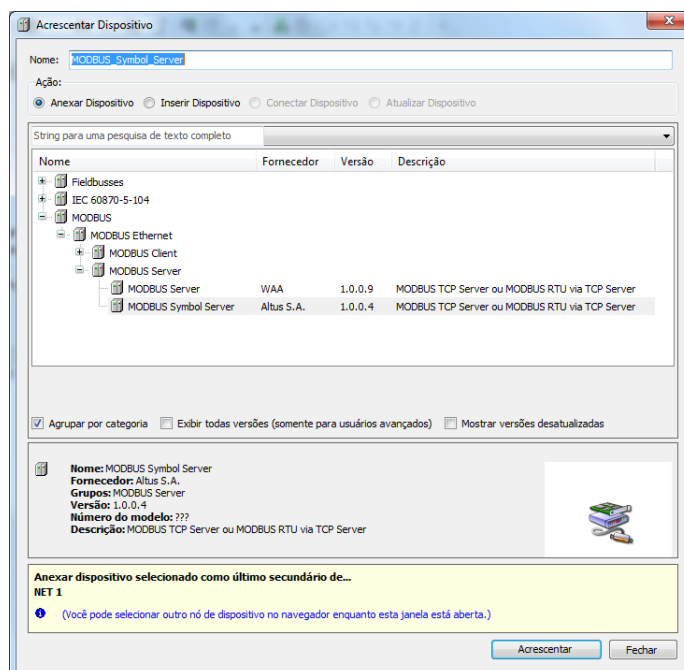 Acrescentar Dispositivo
Nome: MODBUS_Symbol_Server
Ação:
Anexar Dispositivo Inserir Dispositivo Conectar Dispositivo Atualizar Dispositivo
String para uma pesquisa de texto completo
Nome Fornecedor Versão Descrição
Fieldbusses
IEC 60870-5-104
MODBUS
MODBUS Ethernet
MODBUS Client
MODBUS Server
MODBUS Server WAA 1.0.0.9 MODBUS TCP Server ou MODBUS RTU via TCP Server
MODBUS Symbol Server Altus S.A. 1.0.0.4 MODBUS TCP Server ou MODBUS RTU via TCP Server
Agrupar por categoria Exibir todas versões (somente para usuários avançados) Mostrar versões desatualizadas
Nome: MODBUS Symbol Server
Fornecedor: Altus S.A.
Grupos: MODBUS Server
Versão: 1.0.0.4
Número do modelo: ???
Descrição: MODBUS TCP Server ou MODBUS RTU via TCP Server
Anexar dispositivo selecionado como último secundário de...
NET 1
(Você pode selecionar outro nó de dispositivo no navegador enquanto esta janela está aberta.)
Acrescentar Fechar